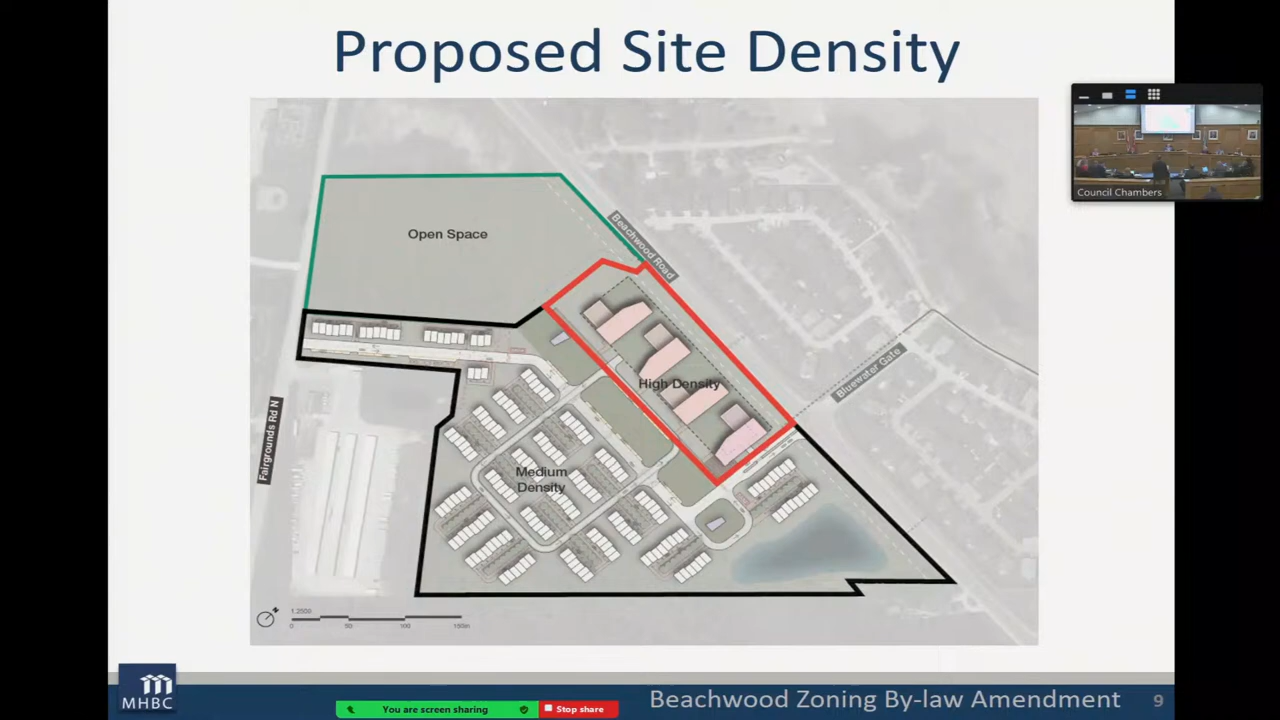 Proposed Site Density
Council Chambers
Open Space
Beachwood Road
High Density
Bluewater Gate
Fairgrounds Rd N
Medium
Density
1:2500
0 50 100 150m
MHBC
Beachwood Zoning By-law Amendment 9
You are screen sharing
Stop share